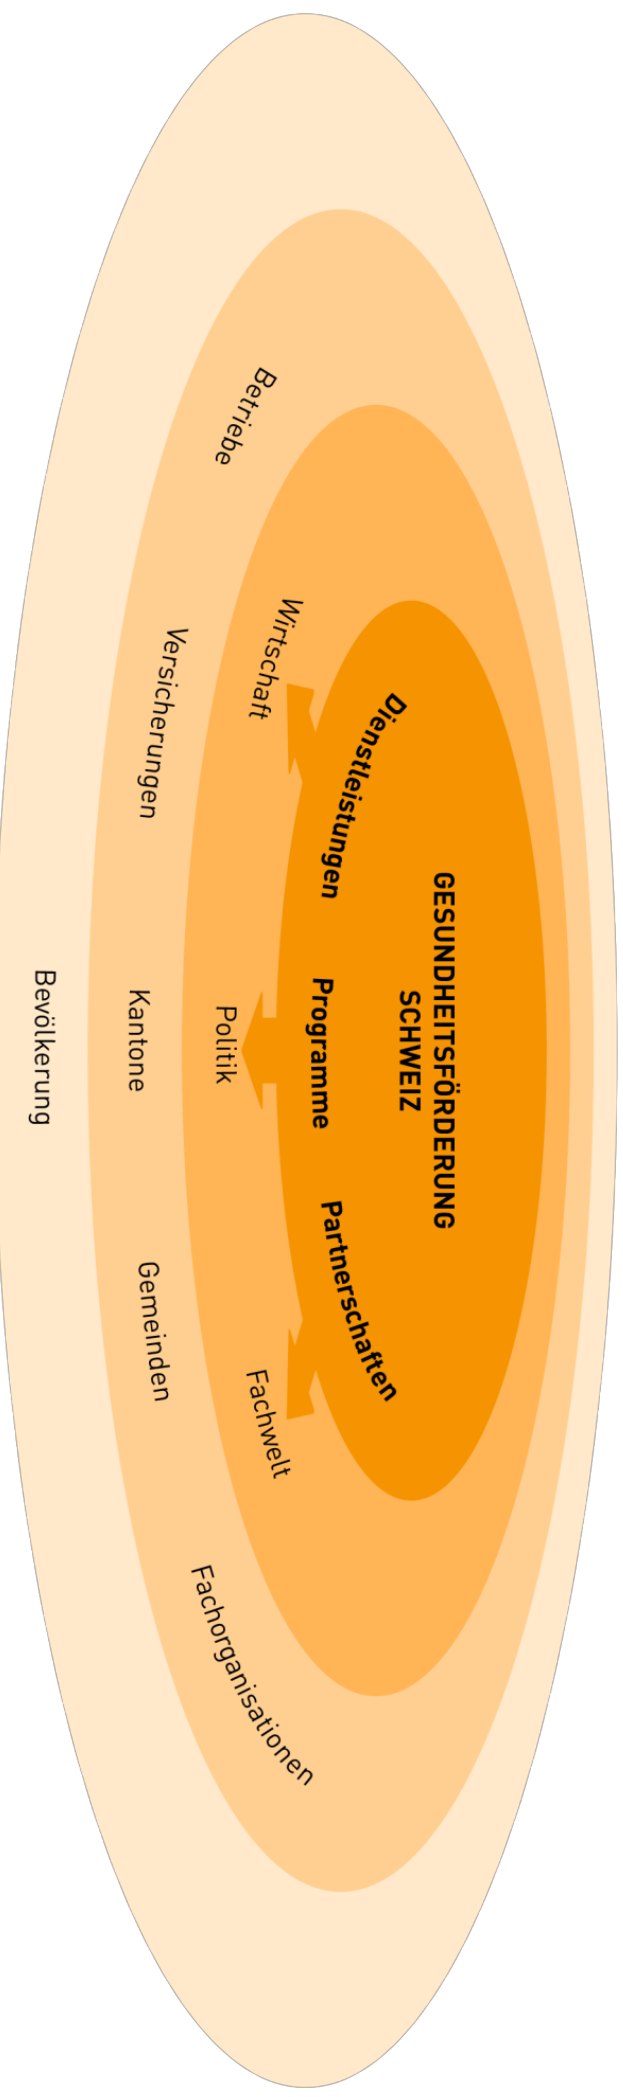 GESUNDHEITSFÖRDERUNG
SCHWEIZ
Dienstleistungen
Programme
Partnerschaften
Wirtschaft
Politik
Fachwelt
Betriebe
Versicherungen
Kantone
Gemeinden
Fachorganisationen
Bevölkerung